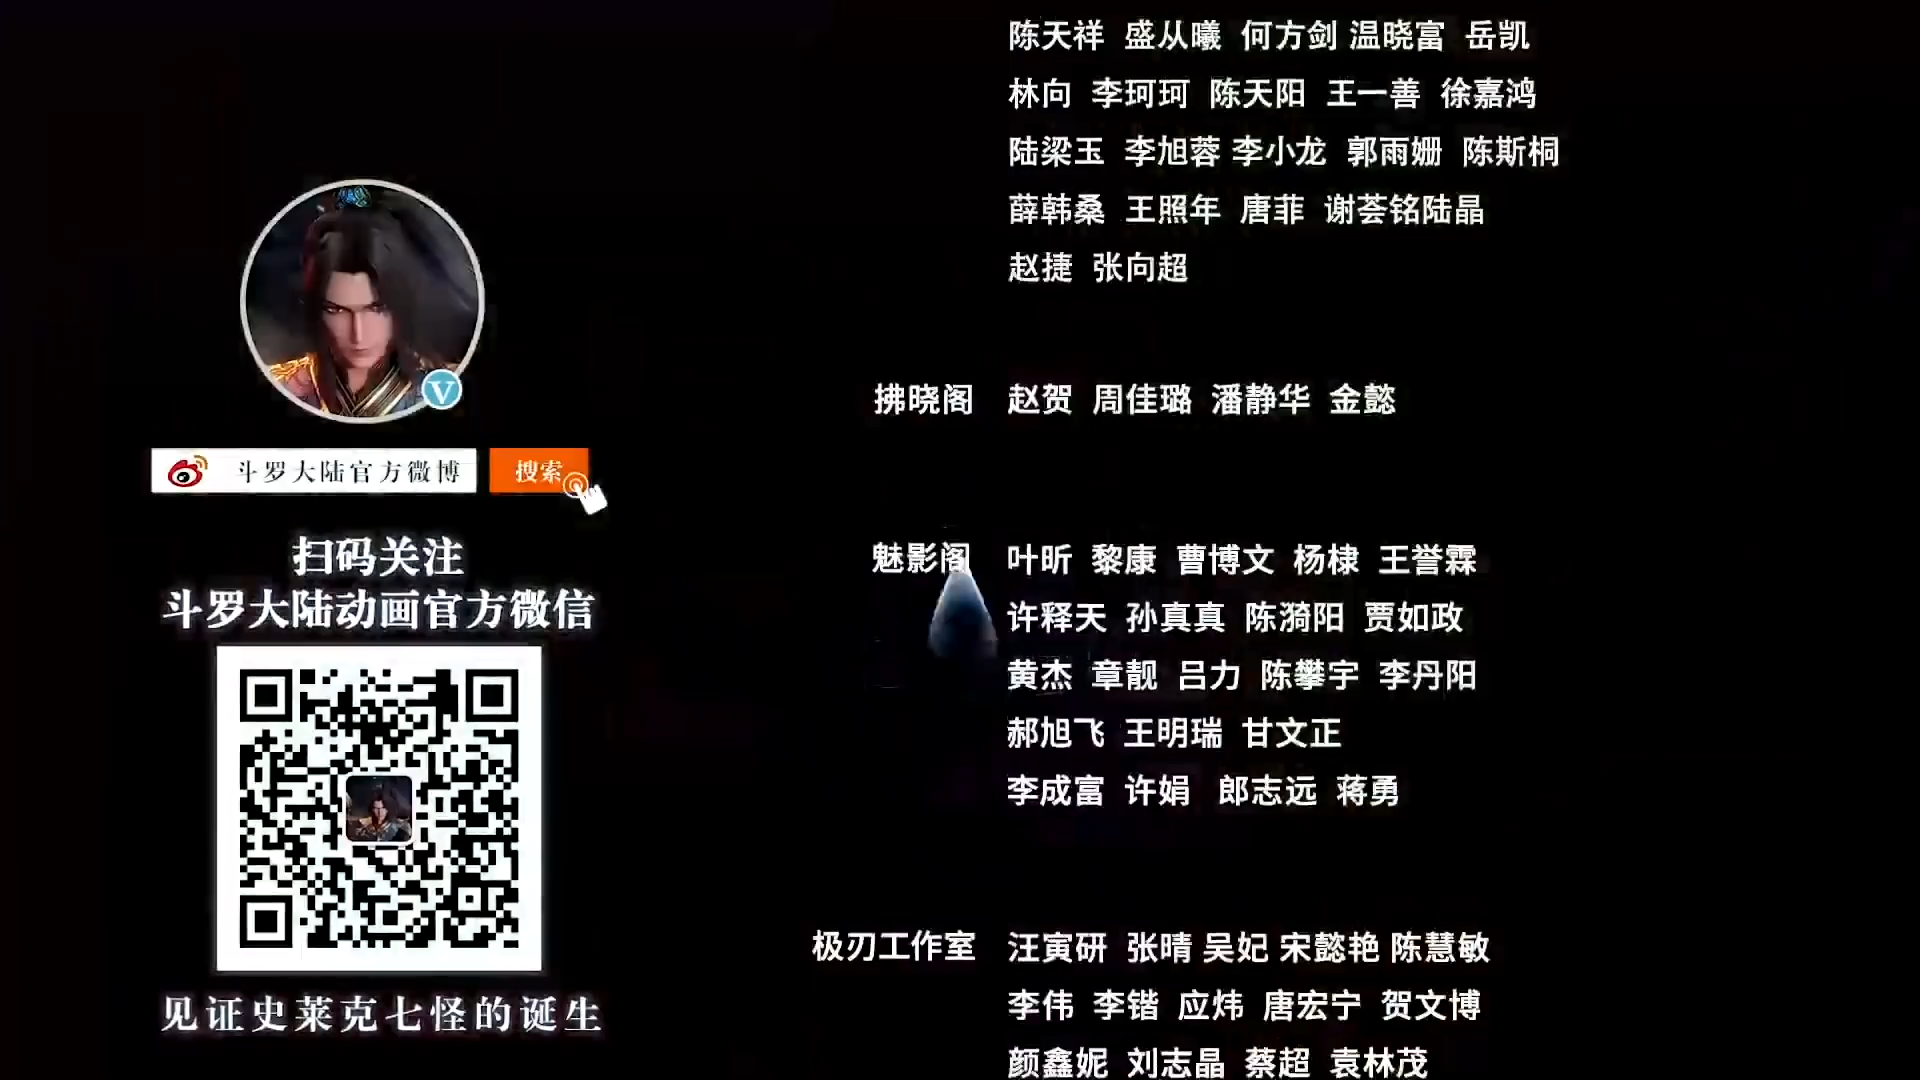 V
斗罗大陆官方微博 搜索
扫码关注
斗罗大陆动画官方微信
见证史莱克七怪的诞生
陈天祥 盛从曦 何方剑 温晓富 岳凯
林向 李珂珂 陈天阳 王一善 徐嘉鸿
陆梁玉 李旭蓉 李小龙 郭雨姗 陈斯桐
薛韩桑 王照年 唐菲 谢荟铭陆晶
赵捷 张向超
拂晓阁 赵贺 周佳璐 潘静华 金懿
魅影阁 叶昕 黎康 曹博文 杨棣 王誉霖
许释天 孙真真 陈漪阳 贾如政
黄杰 章靓 吕力 陈攀宇 李丹阳
郝旭飞 王明瑞 甘文正
李成富 许娟 郎志远 蒋勇
极刃工作室 汪寅研 张晴 吴妃 宋懿艳 陈慧敏
李伟 李锴 应炜 唐宏宁 贺文博
颜鑫妮 刘志晶 蔡超 袁林茂